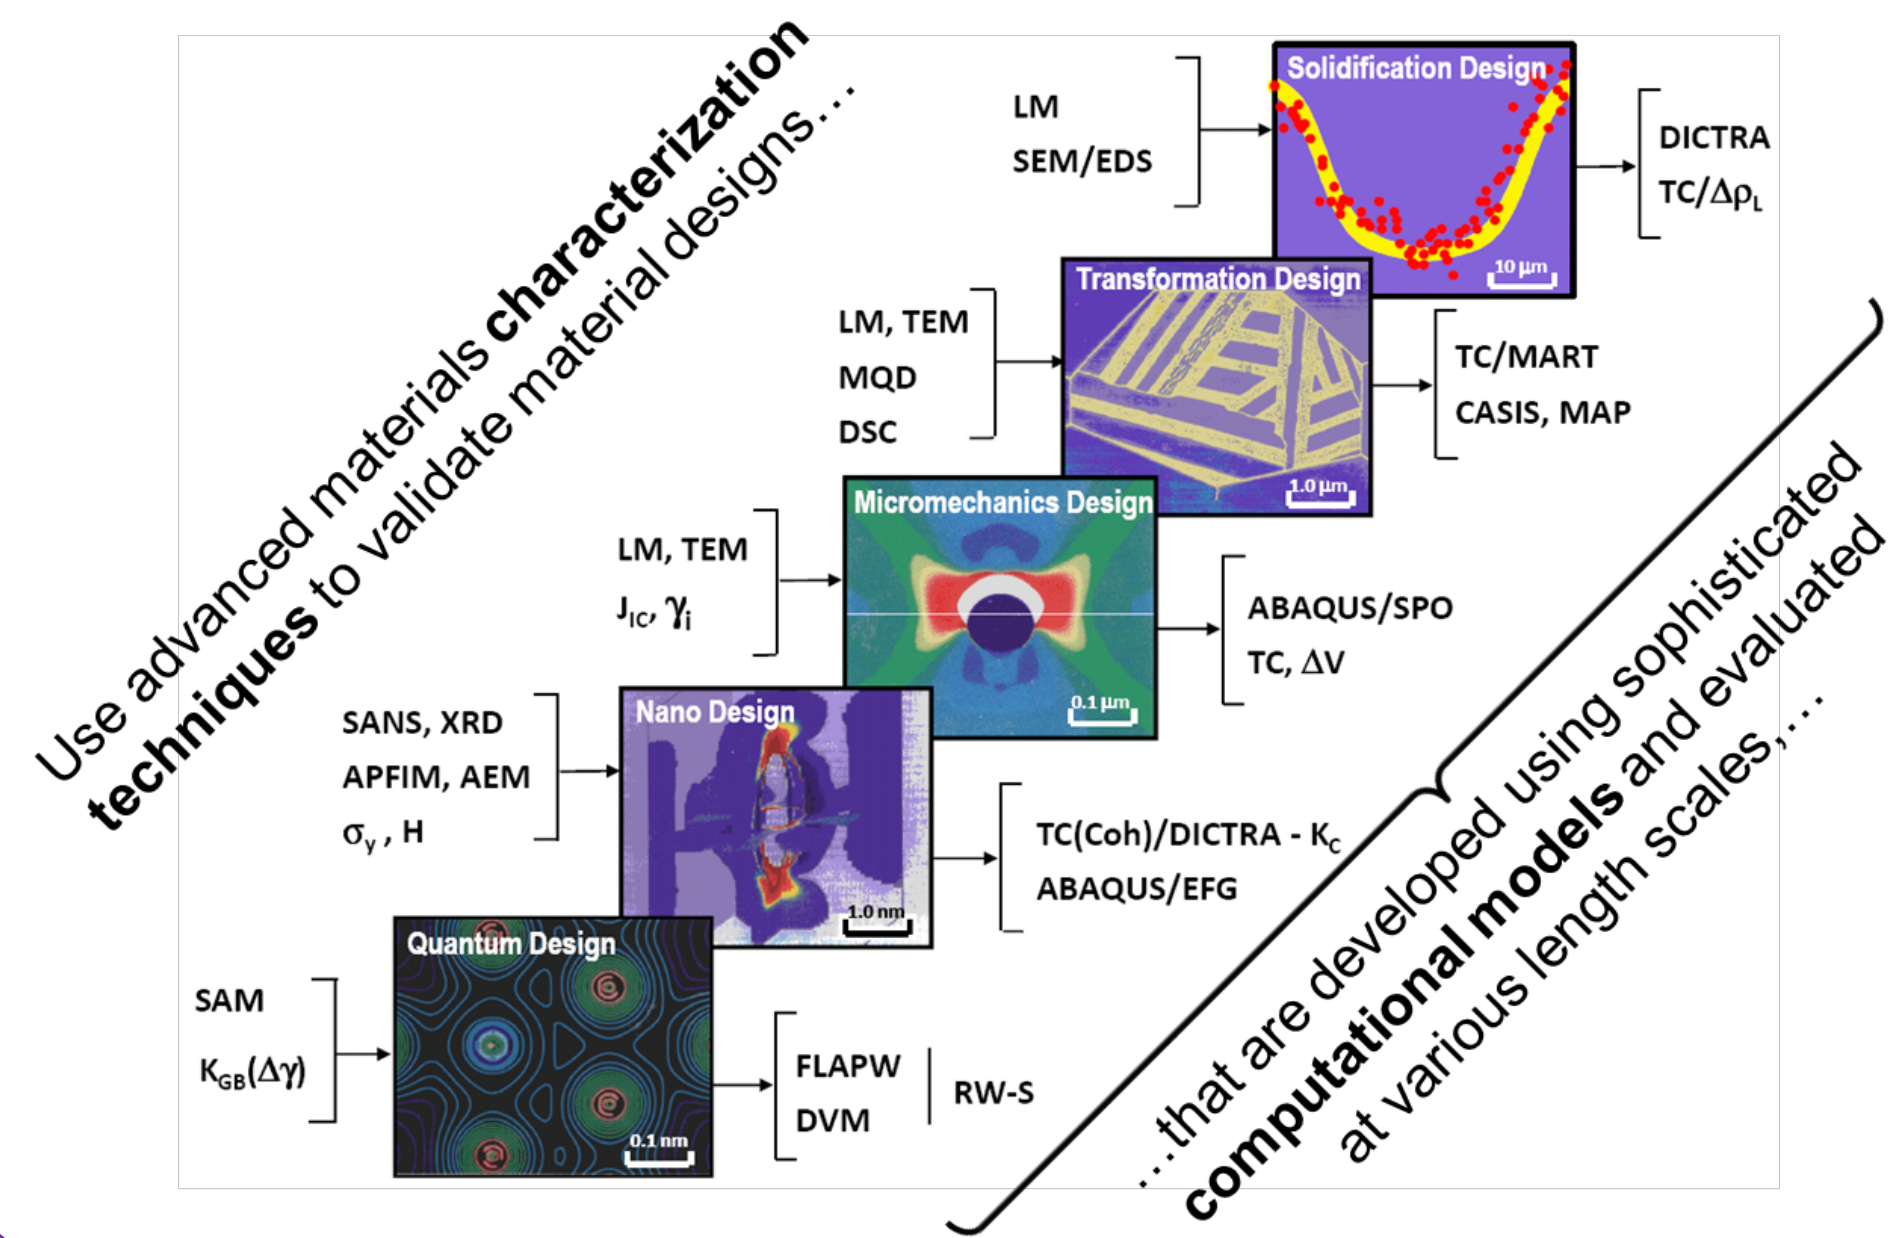 Use advanced materials characterization
techniques to validate material designs…
LM
SEM/EDS
Solidification Design
10 μm
DICTRA
TC/ΔρL
LM, TEM
MQD
DSC
Transformation Design
1.0 μm
TC/MART
CASIS, MAP
LM, TEM
JIC, γi
Micromechanics Design
0.1 μm
ABAQUS/SPO
TC, ΔV
SANS, XRD
APFIM, AEM
σy , H
Nano Design
1.0 nm
TC(Coh)/DICTRA - KC
ABAQUS/EFG
SAM
KGB(Δγ)
Quantum Design
0.1 nm
FLAPW
DVM
RW-S
…that are developed using sophisticated
computational models and evaluated
at various length scales,…